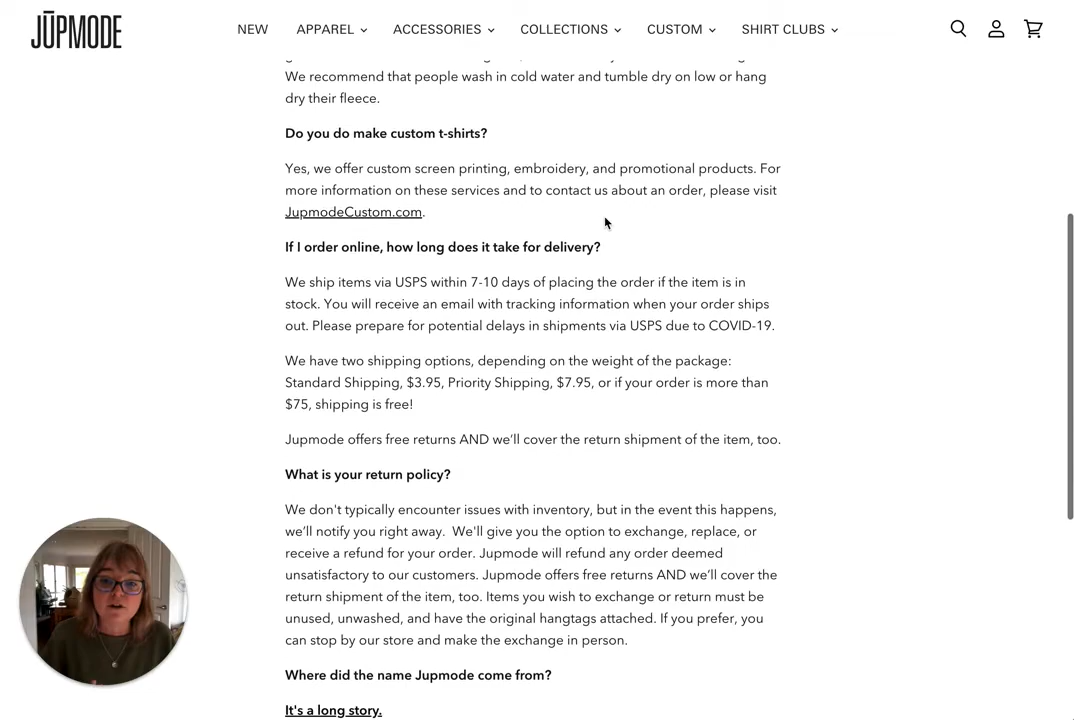 JŪPMODE
NEW APPAREL ACCESSORIES COLLECTIONS CUSTOM SHIRT CLUBS
We recommend that people wash in cold water and tumble dry on low or hang
dry their fleece.
Do you do make custom t-shirts?
Yes, we offer custom screen printing, embroidery, and promotional products. For
more information on these services and to contact us about an order, please visit
JupmodeCustom.com.
If I order online, how long does it take for delivery?
We ship items via USPS within 7-10 days of placing the order if the item is in
stock. You will receive an email with tracking information when your order ships
out. Please prepare for potential delays in shipments via USPS due to COVID-19.
We have two shipping options, depending on the weight of the package:
Standard Shipping, $3.95, Priority Shipping, $7.95, or if your order is more than
$75, shipping is free!
Jupmode offers free returns AND we’ll cover the return shipment of the item, too.
What is your return policy?
We don't typically encounter issues with inventory, but in the event this happens,
we’ll notify you right away.  We'll give you the option to exchange, replace, or
receive a refund for your order. Jupmode will refund any order deemed
unsatisfactory to our customers. Jupmode offers free returns AND we’ll cover the
return shipment of the item, too. Items you wish to exchange or return must be
unused, unwashed, and have the original hangtags attached. If you prefer, you
can stop by our store and make the exchange in person.
Where did the name Jupmode come from?
It's a long story.